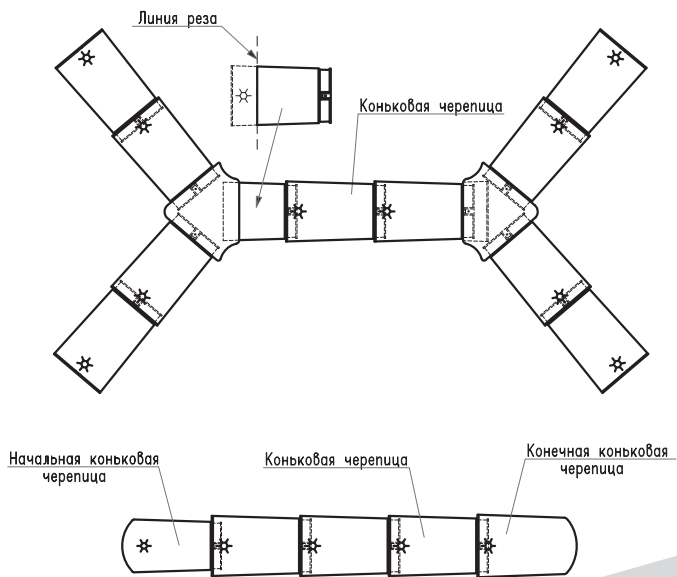 Линия реза
Коньковая черепица
Начальная коньковая
черепица
Коньковая черепица
Конечная коньковая
черепица